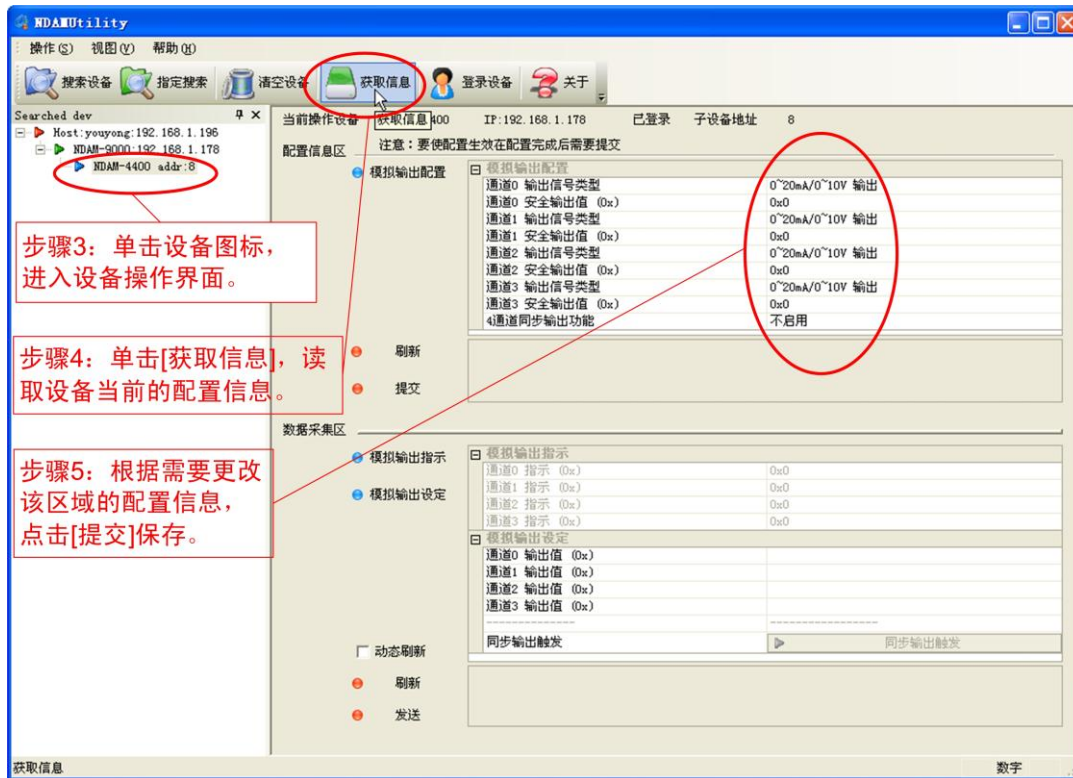 NDAMUtility
操作(S) 视图(V) 帮助(H)
搜索设备 指定搜索 清空设备 获取信息 登录设备 关于
Searched dev
Host:youyong:192.168.1.196
NDAM-9000:192.168.1.178
NDAM-4400 addr:8
步骤3：单击设备图标，
进入设备操作界面。
步骤4：单击[获取信息]，读
取设备当前的配置信息。
步骤5：根据需要更改
该区域的配置信息，
点击[提交]保存。
当前操作设备 获取信息 400 IP:192.168.1.178 已登录 子设备地址 8
配置信息区 注意：要使配置生效在配置完成后需要提交
模拟输出配置
模拟输出配置
通道0 输出信号类型 0~20mA/0~10V 输出
通道0 安全输出值 (0x) 0x0
通道1 输出信号类型 0~20mA/0~10V 输出
通道1 安全输出值 (0x) 0x0
通道2 输出信号类型 0~20mA/0~10V 输出
通道2 安全输出值 (0x) 0x0
通道3 输出信号类型 0~20mA/0~10V 输出
通道3 安全输出值 (0x) 0x0
4通道同步输出功能 不启用
刷新
提交
数据采集区
模拟输出指示
模拟输出设定
模拟输出指示
通道0 指示 (0x) 0x0
通道1 指示 (0x) 0x0
通道2 指示 (0x) 0x0
通道3 指示 (0x) 0x0
模拟输出设定
通道0 输出值 (0x)
通道1 输出值 (0x)
通道2 输出值 (0x)
通道3 输出值 (0x)
-------------- -----------------
同步输出触发 同步输出触发
动态刷新
刷新
发送
获取信息 数字